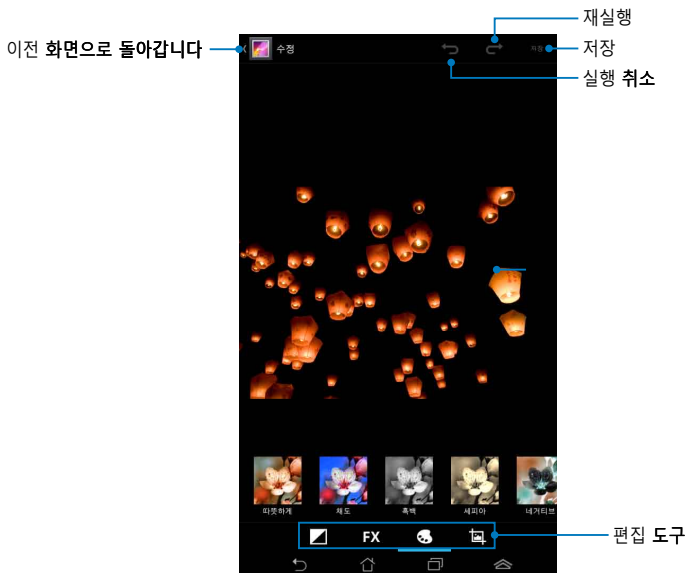 재실행
이전 화면으로 돌아갑니다
수정
저장
저장
실행 취소
따뜻하게
채도
흑백
세피아
네거티브
FX
편집 도구